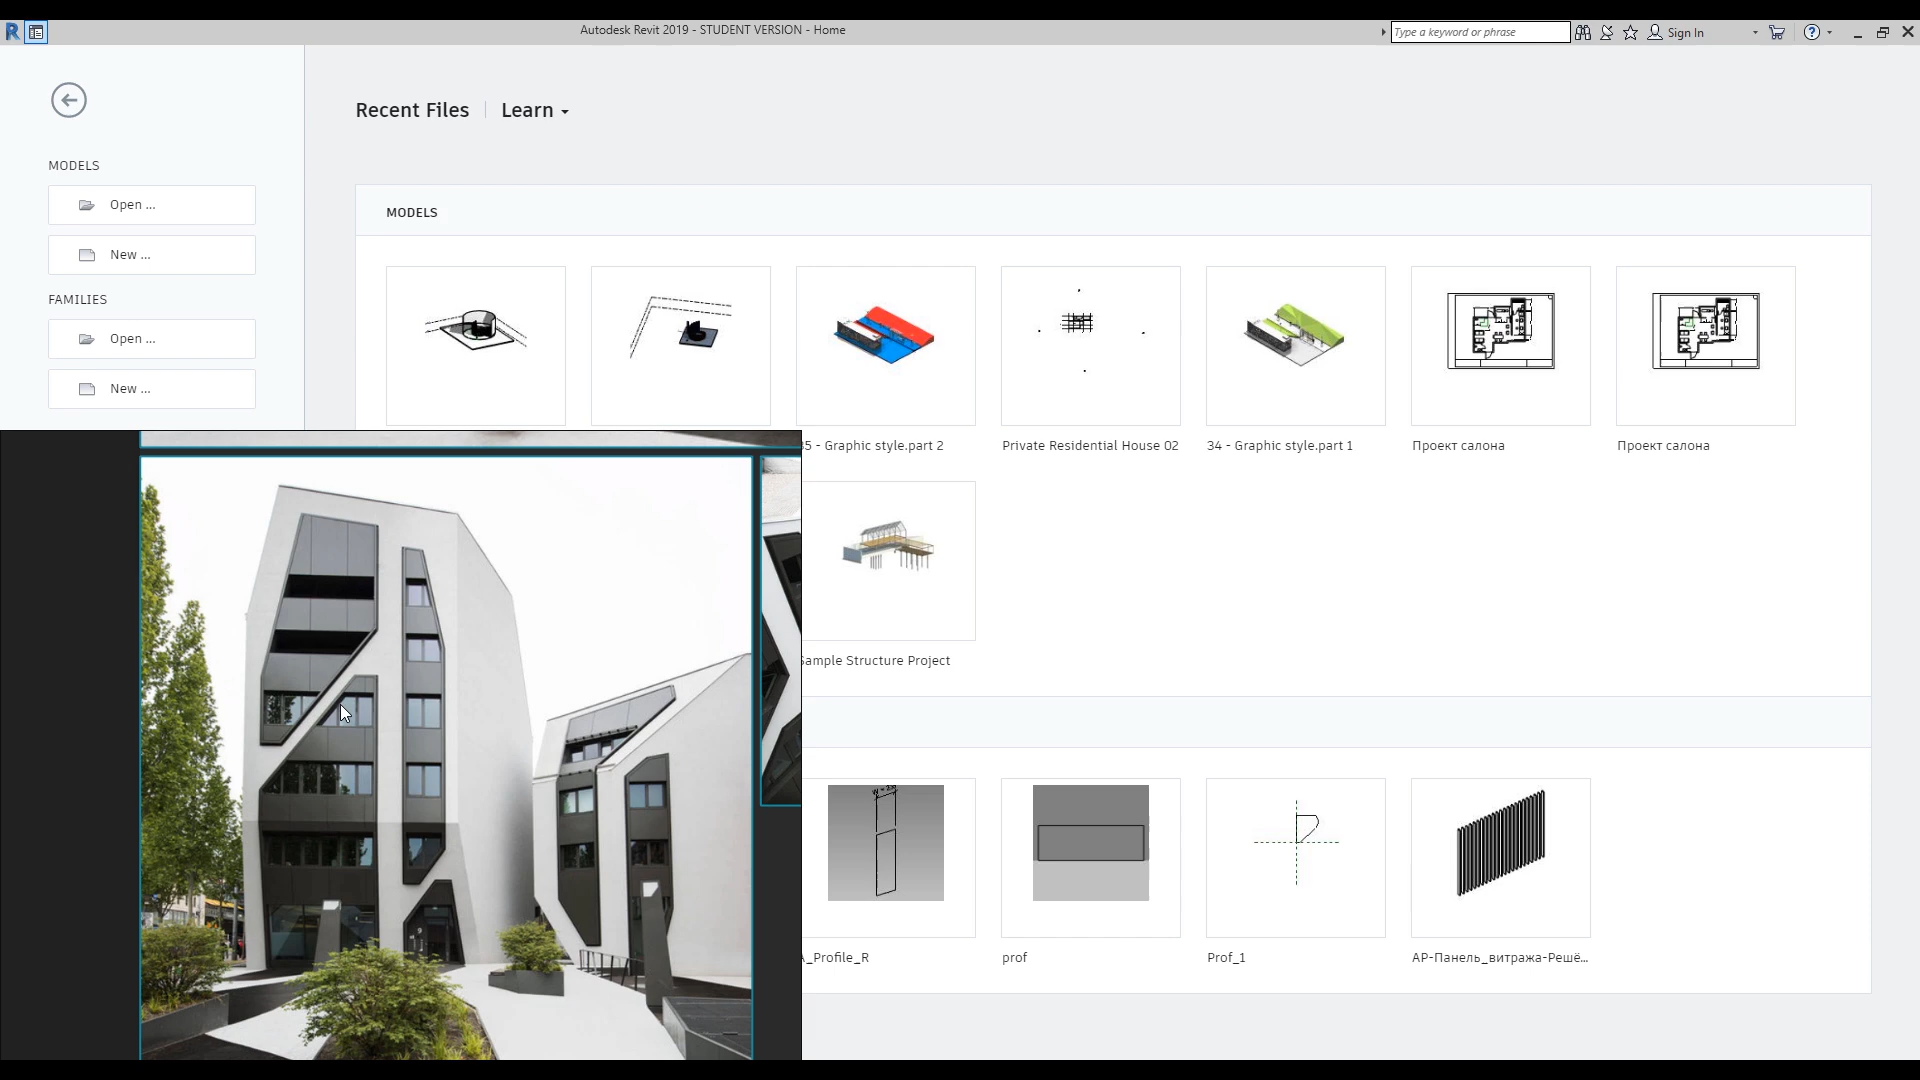 Autodesk Revit 2019 - STUDENT VERSION - Home
Type a keyword or phrase
Sign In
Recent Files
Learn
MODELS
Open ...
New ...
FAMILIES
Open ...
New ...
MODELS
35 - Graphic style.part 2
Private Residential House 02
34 - Graphic style.part 1
Проект салона
Проект салона
Sample Structure Project
A_Profile_R
prof
Prof_1
АР-Панель_витража-Решё...